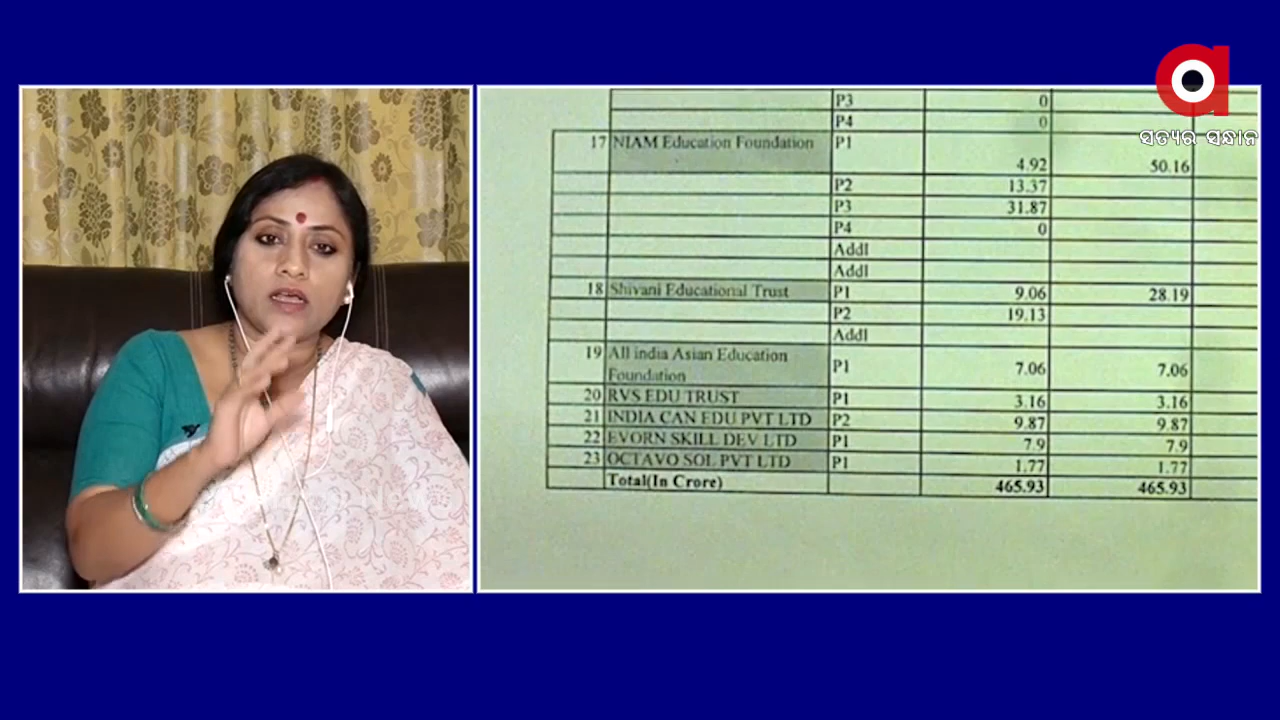 ସତ୍ୟର ସନ୍ଧାନ
P3 0
P4 0
17 NIAM Education Foundation P1 4.92 50.16
P2 13.37
P3 31.87
P4 0
Addl
Addl
18 Shivani Educational Trust P1 9.06 28.19
P2 19.13
Addl
19 All india Asian Education
Foundation P1 7.06 7.06
20 RVS EDU TRUST P1 3.16 3.16
21 INDIA CAN EDU PVT LTD P2 9.87 9.87
22 EVORN SKILL DEV LTD P1 7.9 7.9
23 OCTAVO SOL PVT LTD P1 1.77 1.77
Total(In Crore) 465.93 465.93